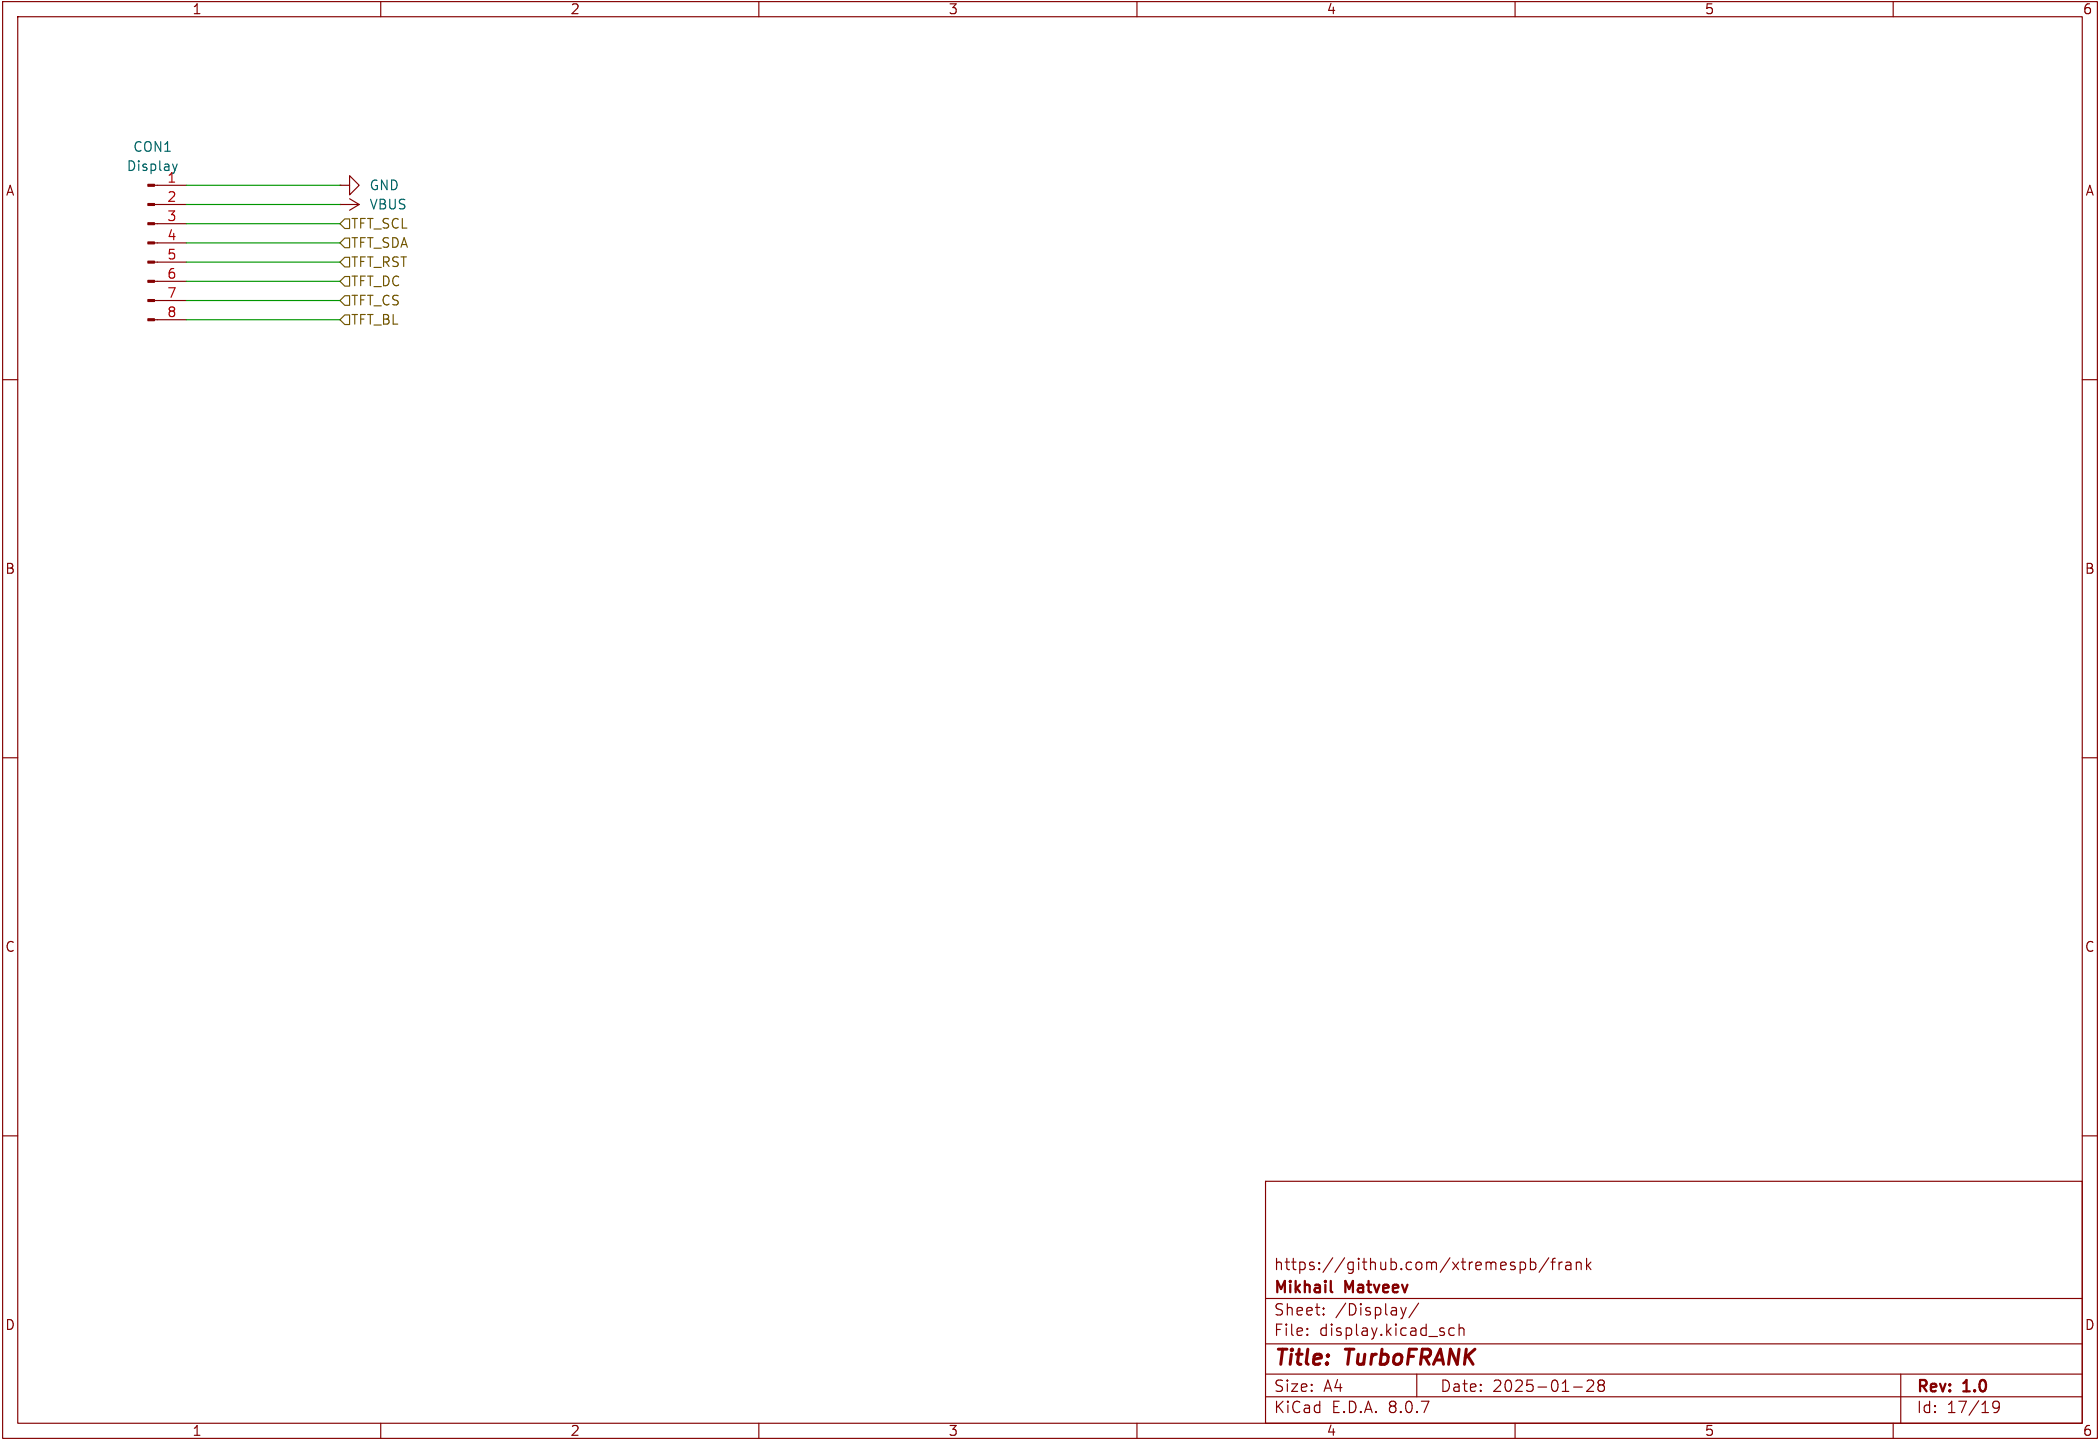 1 2 3 4 5 6
CON1
Display
1 GND
A A
2 VBUS
3 TFT_SCL
4 TFT_SDA
5 TFT_RST
6 TFT_DC
7 TFT_CS
8 TFT_BL
B B
C C
https://github.com/xtremespb/frank
Mikhail Matveev
Sheet: /Display/
D D
File: display.kicad_sch
Title: TurboFRANK
Size: A4 Date: 2025-01-28 Rev: 1.0
KiCad E.D.A. 8.0.7 Id: 17/19
1 2 3 4 5 6